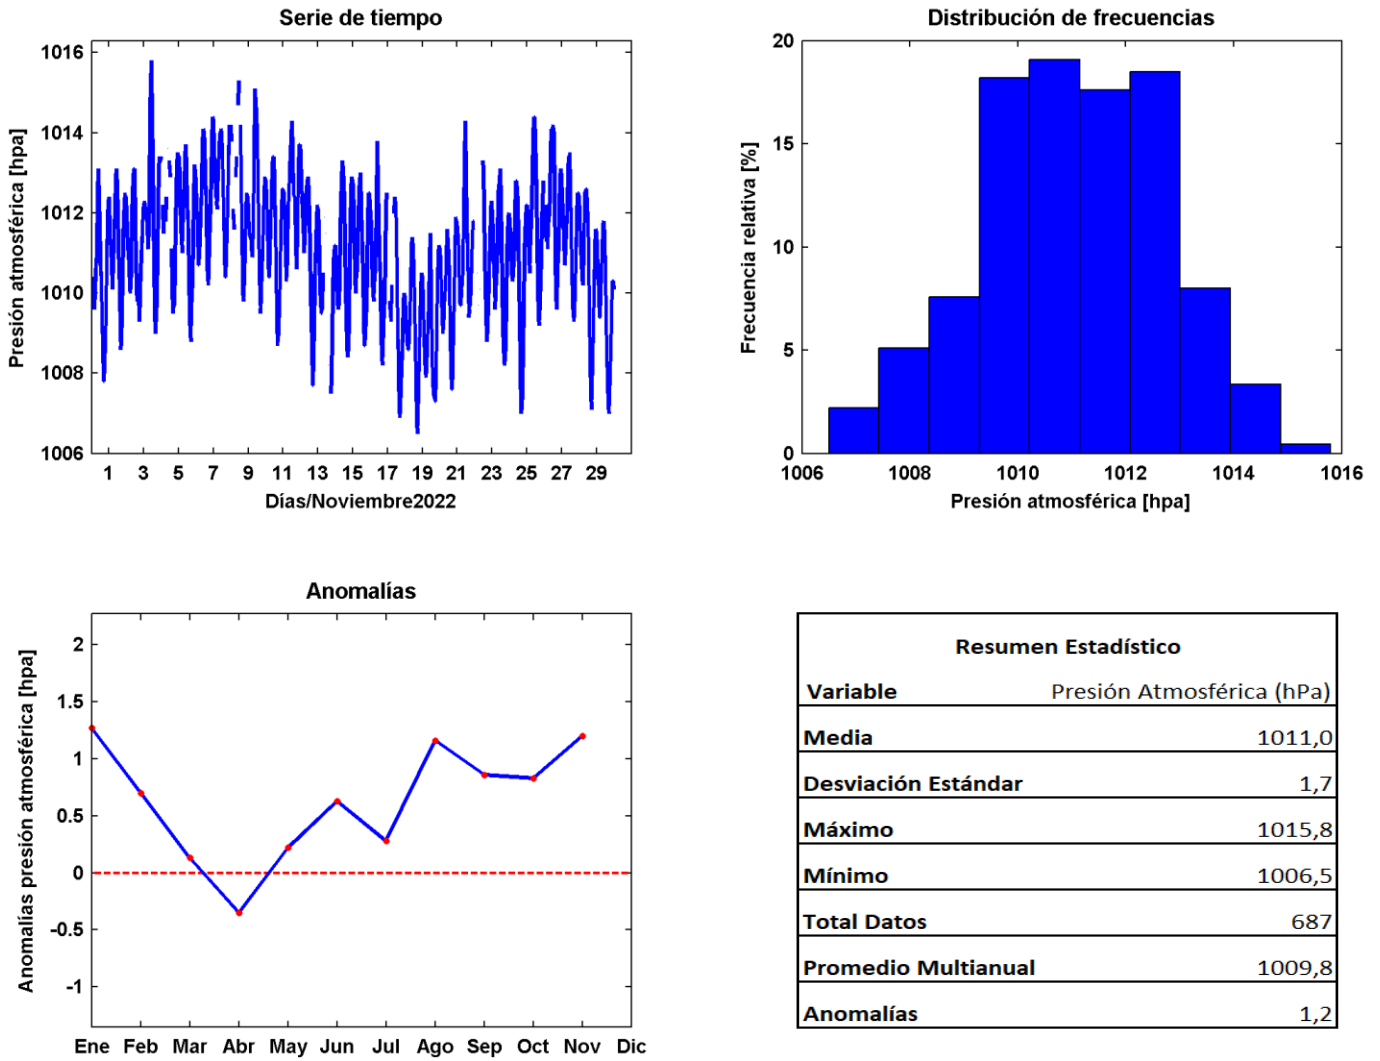 Serie de tiempo
Presión atmosférica [hpa]
1016
1014
1012
1010
1008
1006
1 3 5 7 9 11 13 15 17 19 21 23 25 27 29
Días/Noviembre2022
Distribución de frecuencias
Frecuencia relativa [%]
20
15
10
5
0
1006 1008 1010 1012 1014 1016
Presión atmosférica [hpa]
Anomalías
Anomalías presión atmosférica [hpa]
2
1.5
1
0.5
0
-0.5
-1
Ene Feb Mar Abr May Jun Jul Ago Sep Oct Nov Dic
Resumen Estadístico
Variable Presión Atmosférica (hPa)
Media 1011,0
Desviación Estándar 1,7
Máximo 1015,8
Mínimo 1006,5
Total Datos 687
Promedio Multianual 1009,8
Anomalías 1,2